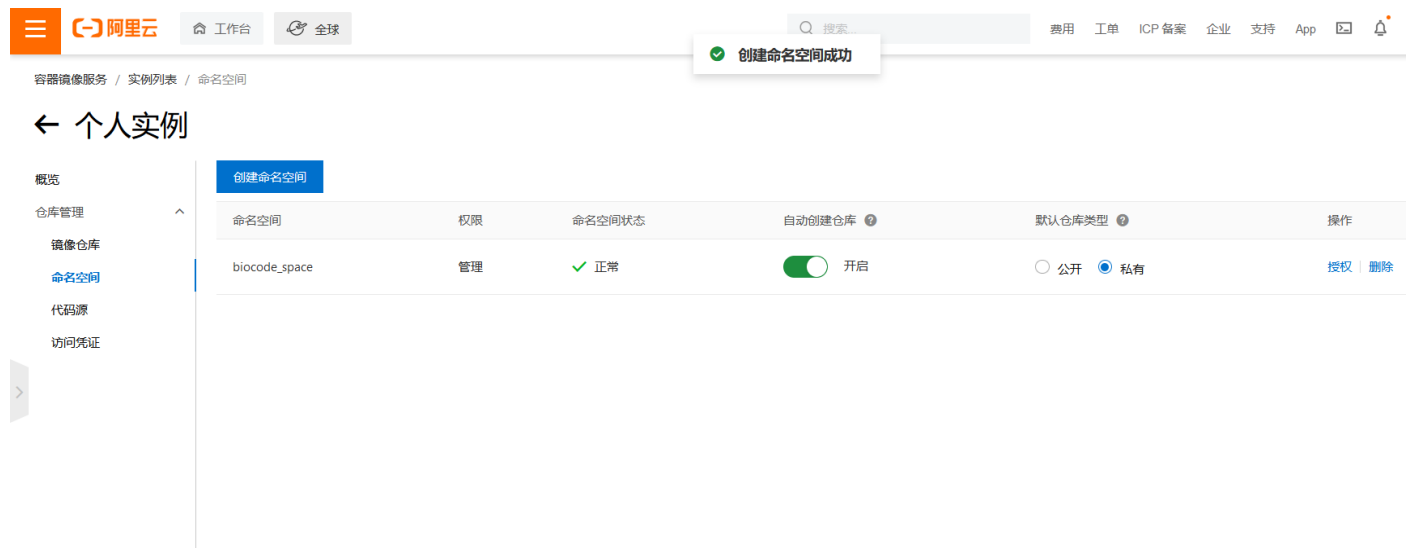 阿里云 工作台 全球 搜索... 费用 工单 ICP 备案 企业 支持 App
创建命名空间成功
容器镜像服务 / 实例列表 / 命名空间
个人实例
概览
仓库管理
镜像仓库
命名空间
代码源
访问凭证
创建命名空间
命名空间 权限 命名空间状态 自动创建仓库 默认仓库类型 操作
biocode_space 管理 正常 开启 公开 私有 授权 删除